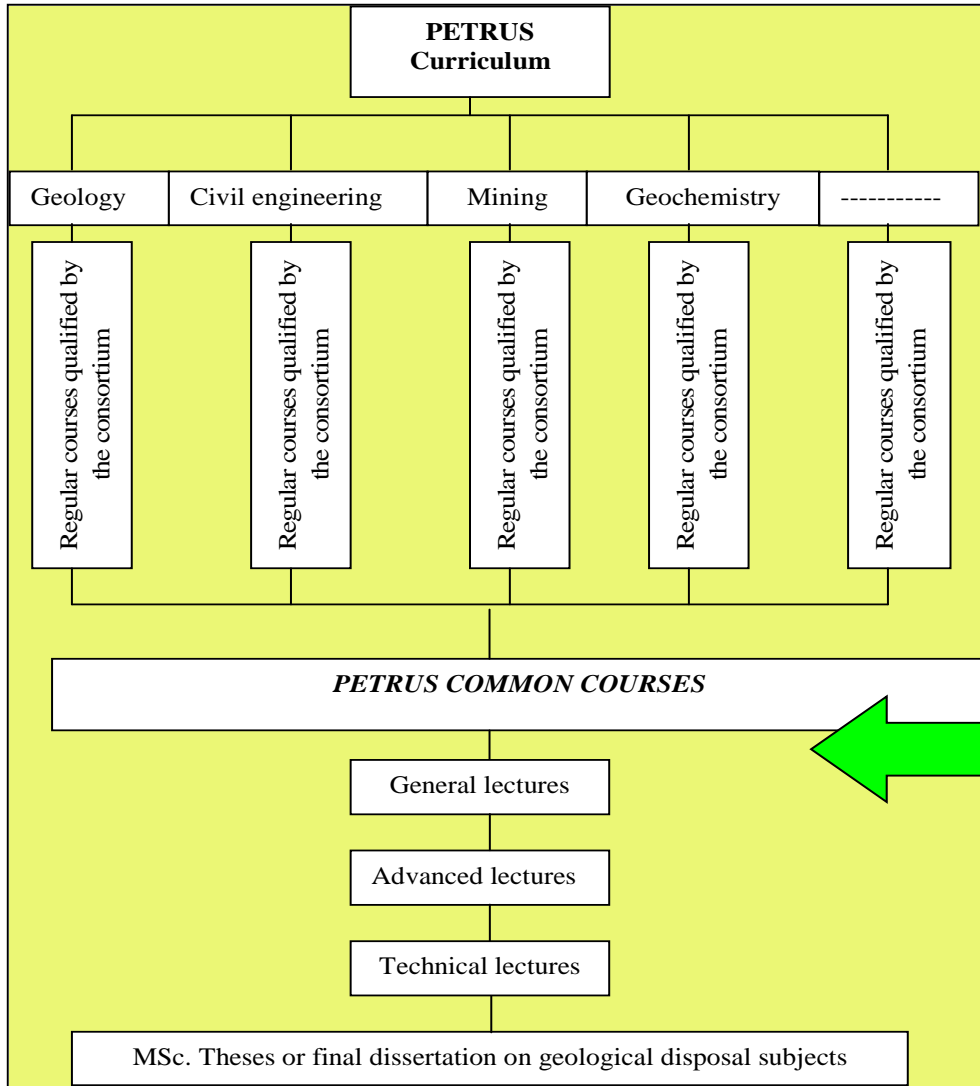 PETRUS
Curriculum
Geology
Civil engineering
Mining
Geochemistry
-----------
Regular courses qualified by
the consortium
Regular courses qualified by
the consortium
Regular courses qualified by
the consortium
Regular courses qualified by
the consortium
Regular courses qualified by
the consortium
PETRUS COMMON COURSES
General lectures
Advanced lectures
Technical lectures
MSc. Theses or final dissertation on geological disposal subjects